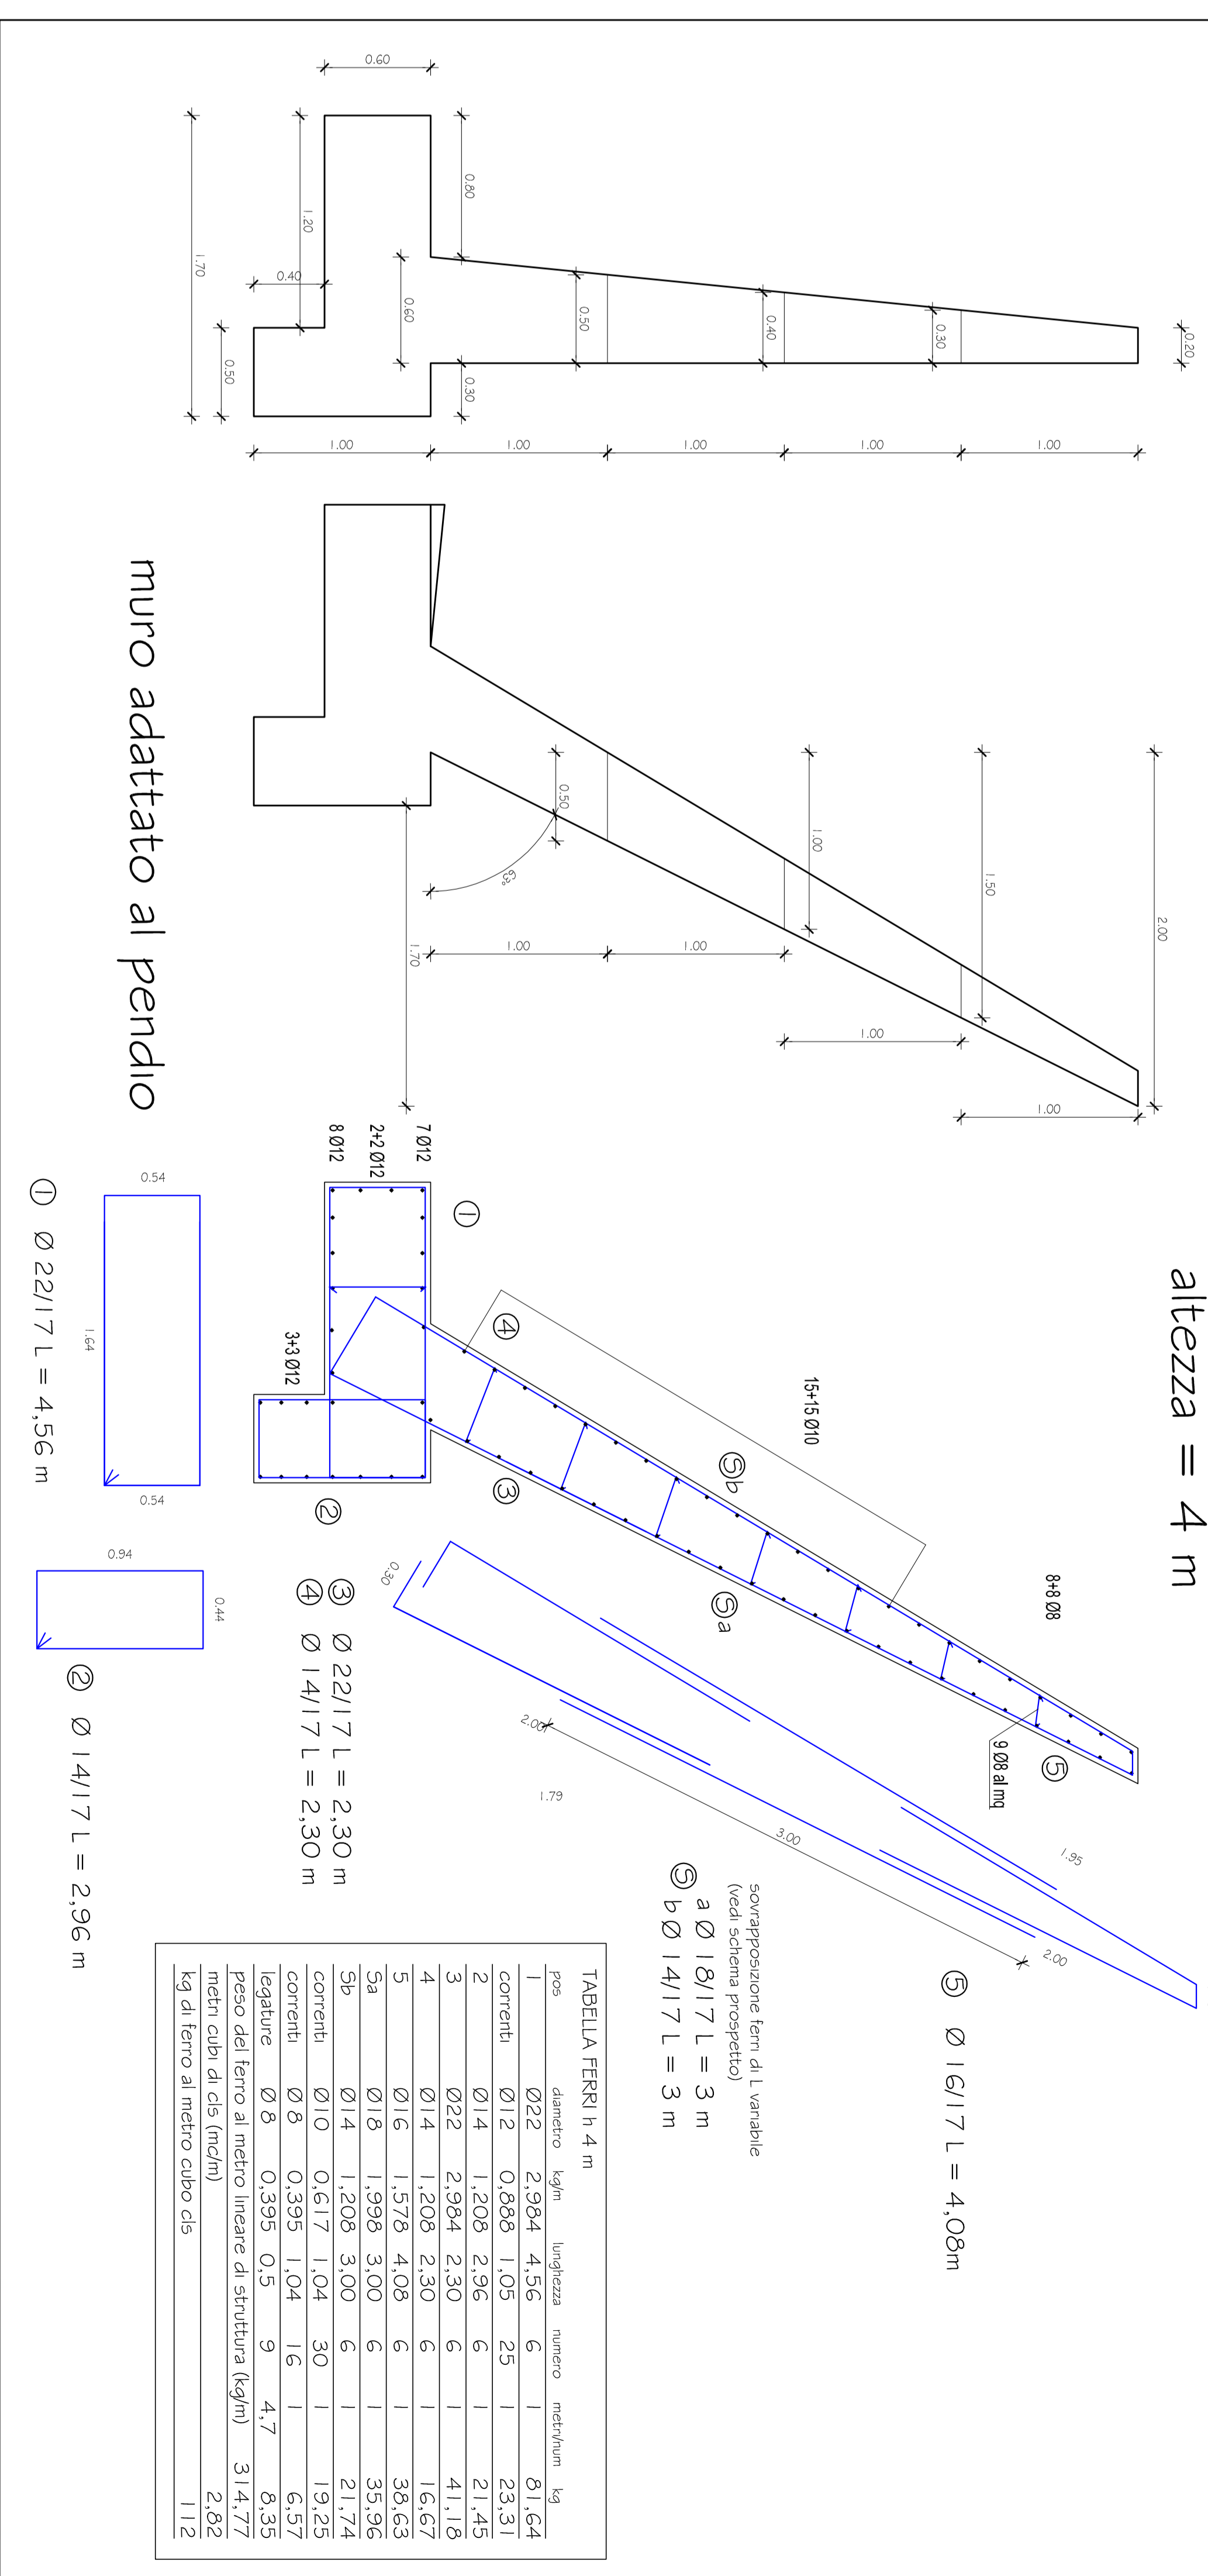 altezza = 4 m
0.20
0.30
0.40
0.50
0.60
0.80
0.60
0.30
1.20
0.40
1.70
0.50
1.00
1.00
1.00
1.00
1.00
2.00
1.50
1.00
0.50
63°
1.00
1.00
1.00
1.00
1.70
muro adattato al pendio
7 Ø12
2+2 Ø12
8 Ø12
3+3 Ø12
15+15 Ø10
8+8 Ø8
9 Ø8 al mq
1
2
3
4
5
Sa
Sb
0.30
2.00
1.79
3.00
1.95
2.00
0.54
1.64
0.54
1 Ø 22/17 L = 4,56 m
0.94
0.44
2 Ø 14/17 L = 2,96 m
3 Ø 22/17 L = 2,30 m
4 Ø 14/17 L = 2,30 m
5 Ø 16/17 L = 4,08m
sovrapposizione ferri di L variabile
(vedi schema prospetto)
S a Ø 18/17 L = 3 m
b Ø 14/17 L = 3 m
TABELLA FERRI h 4 m
pos diametro kg/m lunghezza numero metri/num kg
1 Ø22 2,984 4,56 6 1 81,64
correnti Ø12 0,888 1,05 25 1 23,31
2 Ø14 1,208 2,96 6 1 21,45
3 Ø22 2,984 2,30 6 1 41,18
4 Ø14 1,208 2,30 6 1 16,67
5 Ø16 1,578 4,08 6 1 38,63
Sa Ø18 1,998 3,00 6 1 35,96
Sb Ø14 1,208 3,00 6 1 21,74
correnti Ø10 0,617 1,04 30 1 19,25
correnti Ø 8 0,395 1,04 16 1 6,57
legature Ø 8 0,395 0,5 9 4,7 8,35
peso del ferro al metro lineare di struttura (kg/m) 314,77
metri cubi di cls (mc/m) 2,82
kg di ferro al metro cubo cls 112